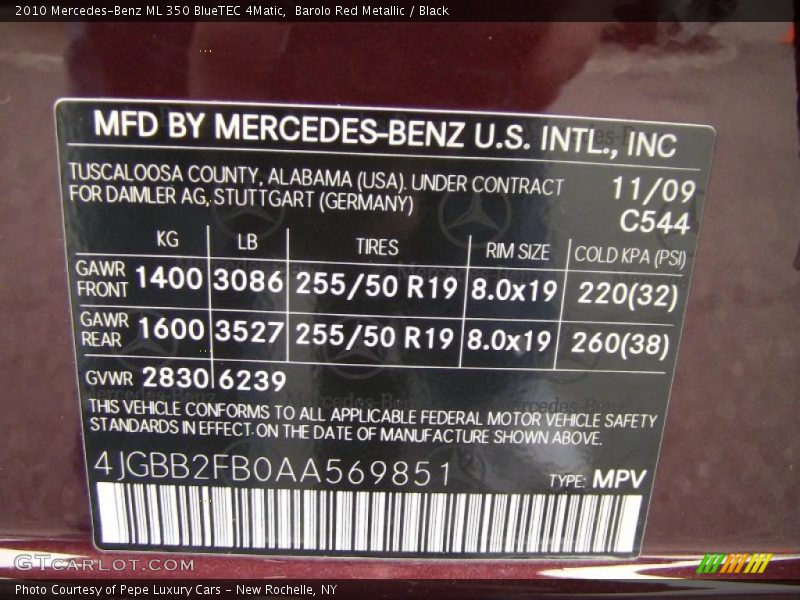 2010 Mercedes-Benz ML 350 BlueTEC 4Matic,  Barolo Red Metallic / Black
MFD BY MERCEDES-BENZ U.S. INTL., INC
TUSCALOOSA COUNTY, ALABAMA (USA). UNDER CONTRACT
FOR DAIMLER AG, STUTTGART (GERMANY)
11/09
C544
KG LB TIRES RIM SIZE COLD KPA (PSI)
GAWR FRONT 1400 3086 255/50 R19 8.0x19 220(32)
GAWR REAR 1600 3527 255/50 R19 8.0x19 260(38)
GVWR 2830 6239
THIS VEHICLE CONFORMS TO ALL APPLICABLE FEDERAL MOTOR VEHICLE SAFETY
STANDARDS IN EFFECT ON THE DATE OF MANUFACTURE SHOWN ABOVE.
4JGBB2FB0AA569851 TYPE: MPV
GTCARLOT.COM
Photo Courtesy of Pepe Luxury Cars - New Rochelle, NY